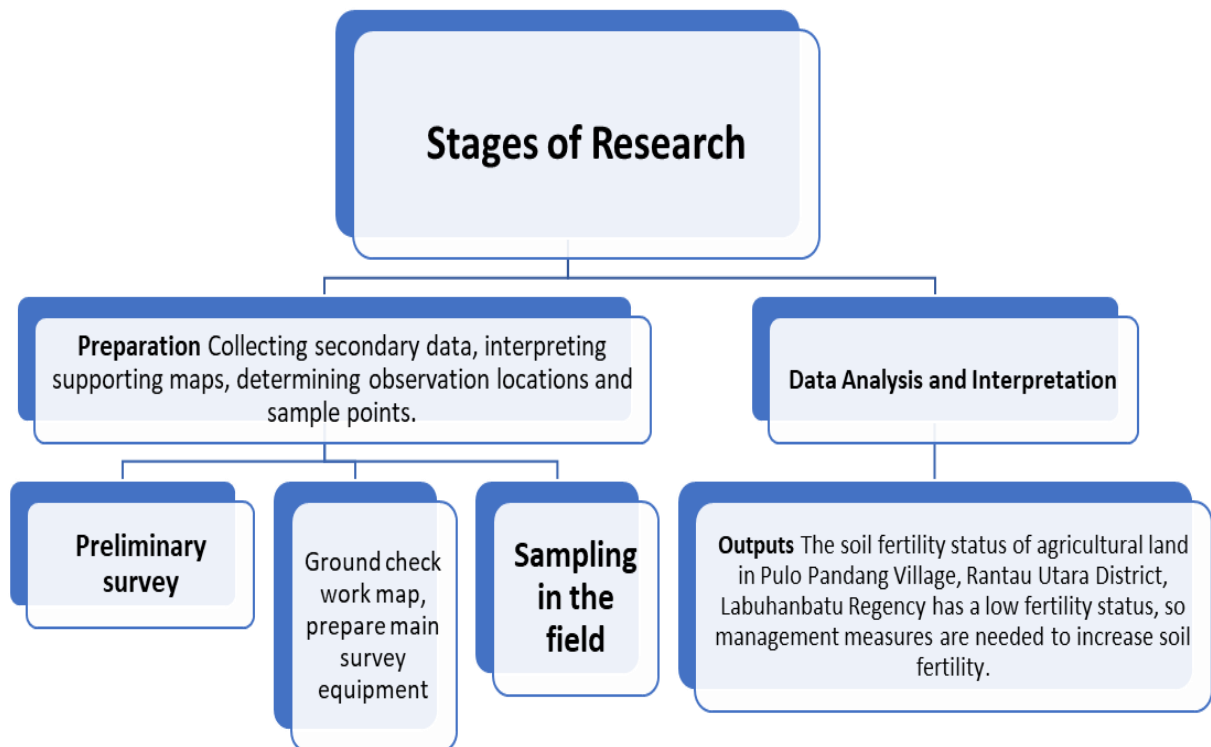 Stages of Research
Preparation Collecting secondary data, interpreting
supporting maps, determining observation locations and
sample points.
Data Analysis and Interpretation
Preliminary
survey
Ground check
work map,
prepare main
survey
equipment
Sampling
in the
field
Outputs The soil fertility status of agricultural land
in Pulo Pandang Village, Rantau Utara District,
Labuhanbatu Regency has a low fertility status, so
management measures are needed to increase soil
fertility.